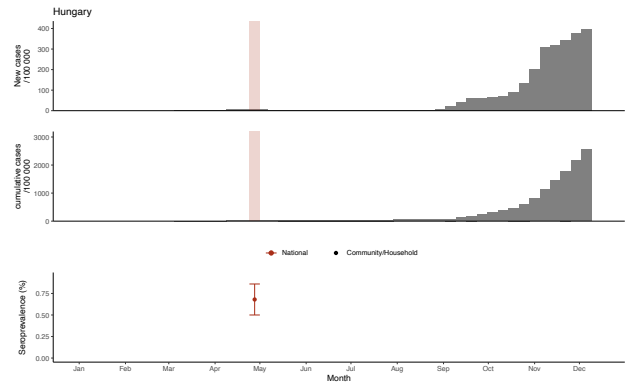 Hungary
New cases
/100 000
400
300
200
100
0
cumulative cases
/100 000
3000
2000
1000
0
National
Community/Household
Seroprevalence (%)
0.75
0.50
0.25
0.00
Jan Feb Mar Apr May Jun Jul Aug Sep Oct Nov Dec
Month